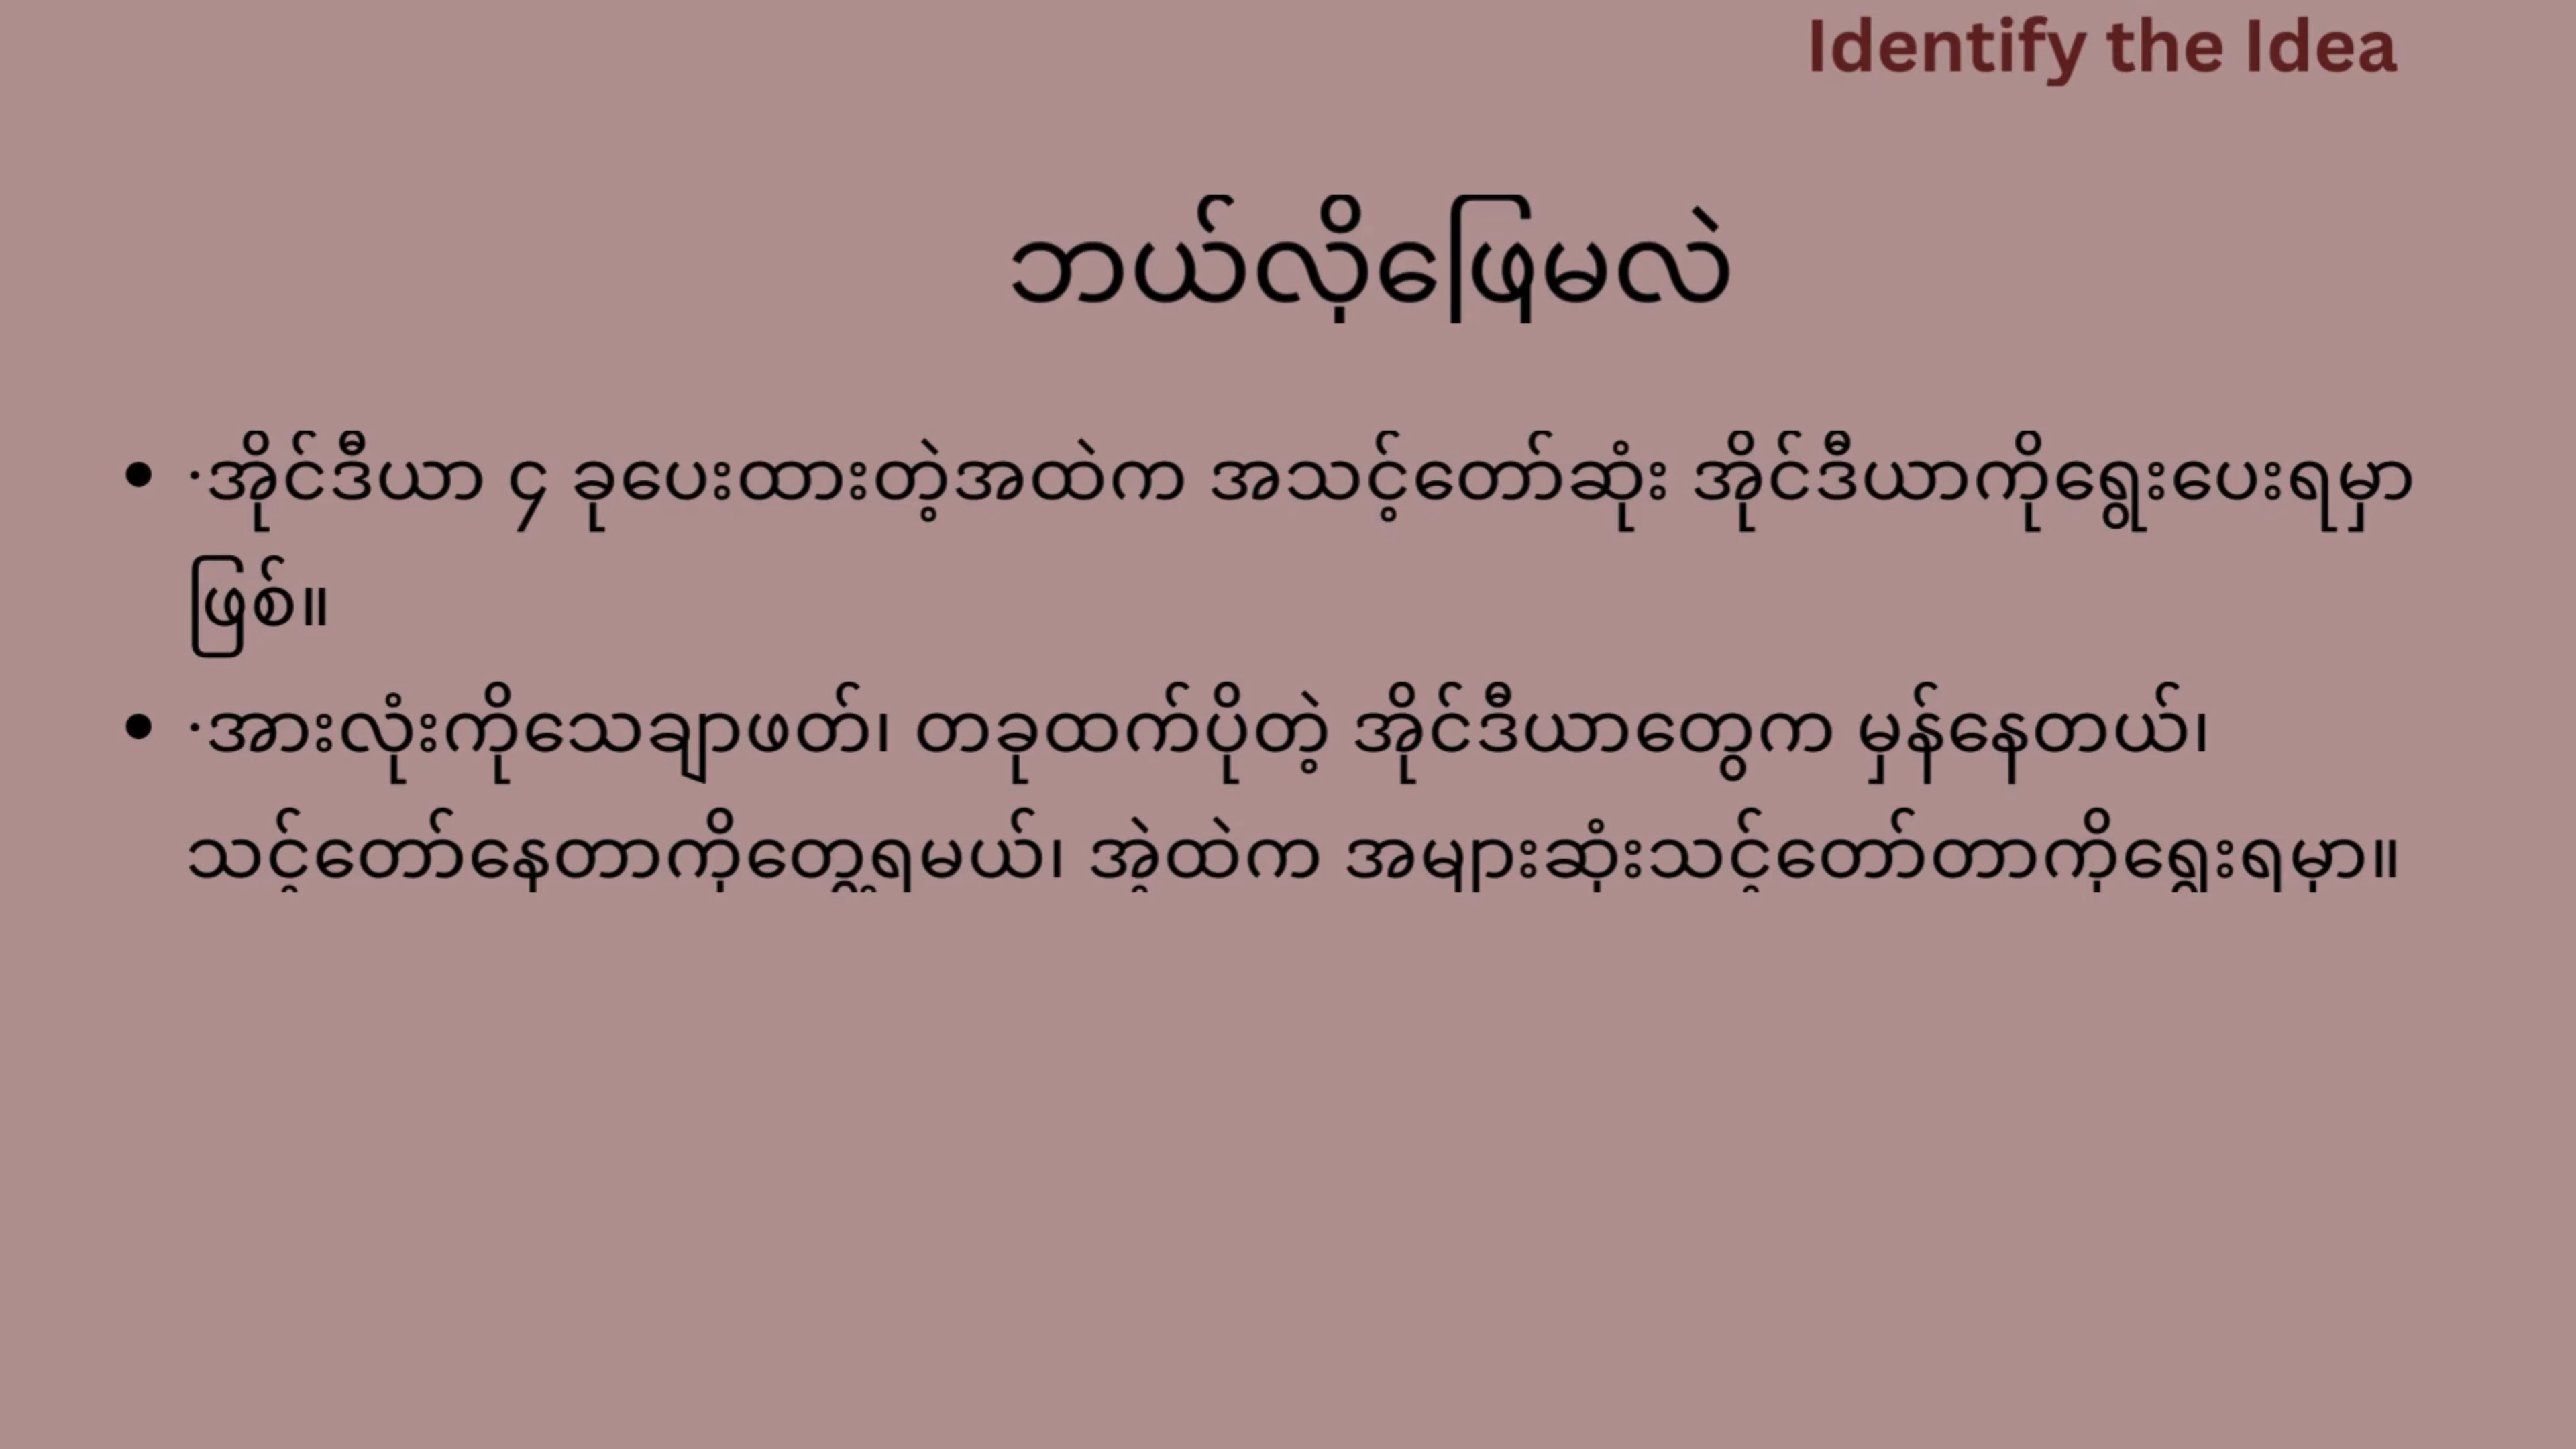 Identify the Idea
ဘယ်လိုဖြေမလဲ
• ·အိုင်ဒီယာ ၄ ခုပေးထားတဲ့အထဲက အသင့်တော်ဆုံး အိုင်ဒီယာကိုရွေးပေးရမှာ
ဖြစ်။
• ·အားလုံးကိုသေချာဖတ်၊ တခုထက်ပိုတဲ့ အိုင်ဒီယာတွေက မှန်နေတယ်၊
သင့်တော်နေတာကိုတွေ့ရမယ်၊ အဲ့ထဲက အများဆုံးသင့်တော်တာကိုရွေးရမှာ။